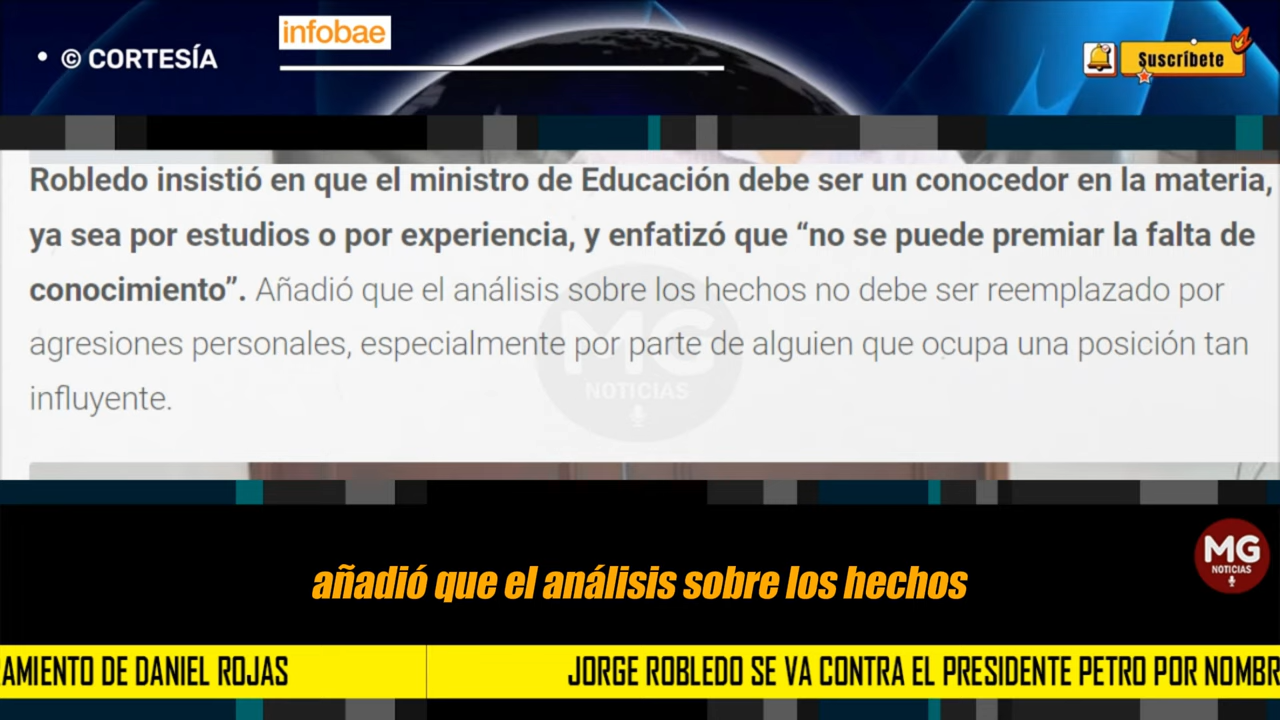 infobae
• © CORTESÍA
Suscríbete
Robledo insistió en que el ministro de Educación debe ser un conocedor en la materia,
ya sea por estudios o por experiencia, y enfatizó que “no se puede premiar la falta de
conocimiento”. Añadió que el análisis sobre los hechos no debe ser reemplazado por
agresiones personales, especialmente por parte de alguien que ocupa una posición tan
influyente.
MG
NOTICIAS
MG
NOTICIAS
añadió que el análisis sobre los hechos
AMIENTO DE DANIEL ROJAS
JORGE ROBLEDO SE VA CONTRA EL PRESIDENTE PETRO POR NOMBR